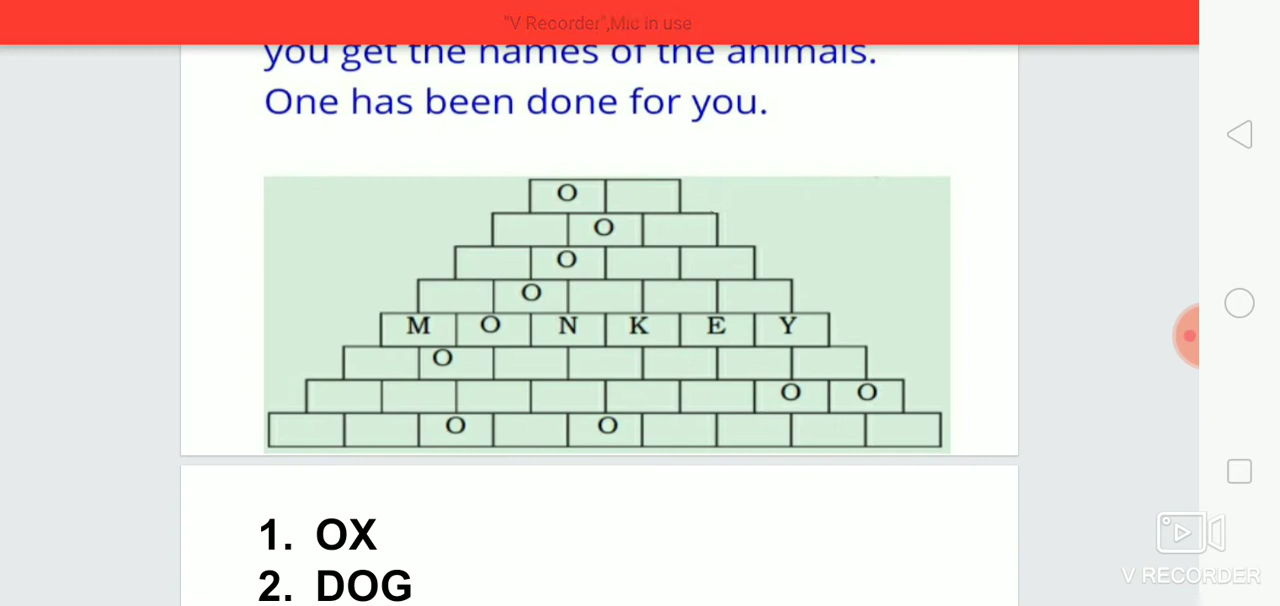 "V Recorder",Mic in use
you get the names of the animals.
One has been done for you.
O
O
O
O
M O N K E Y
O
O O
O O
1. OX
2. DOG
V RECORDER